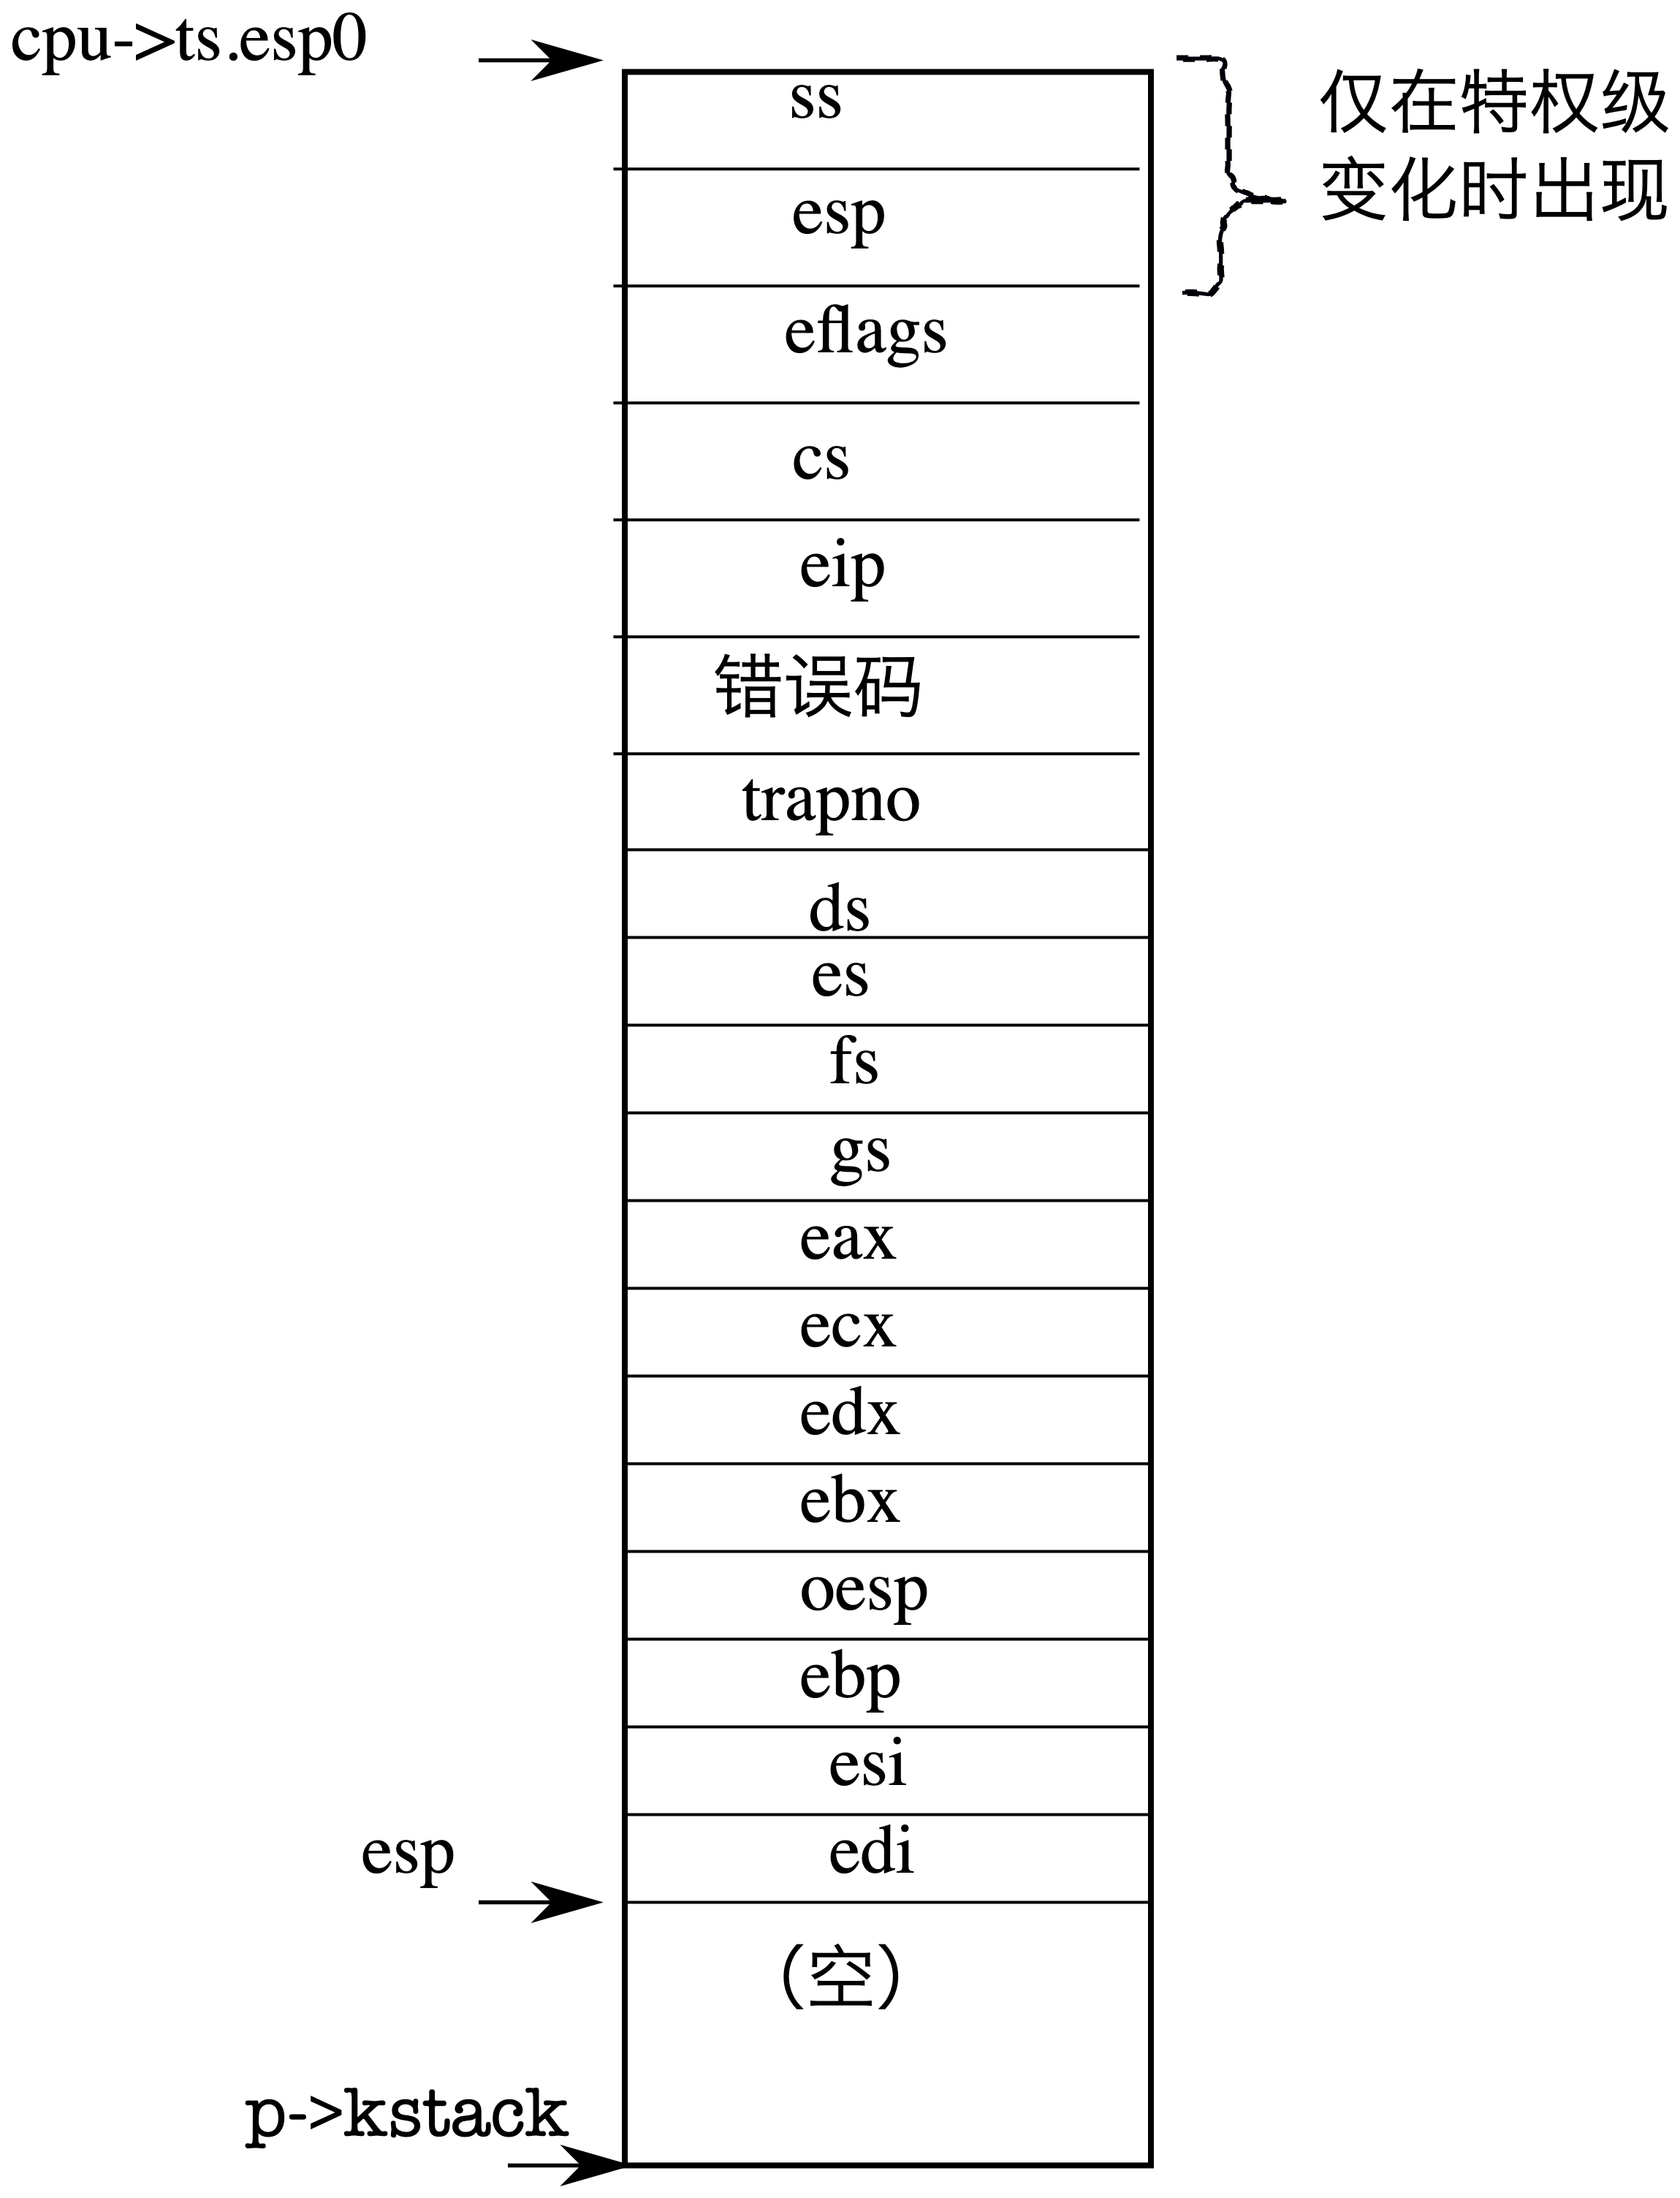 cpu->ts.esp0
ss
仅在特权级
变化时出现
esp
eflags
cs
eip
错误码
trapno
ds
es
fs
gs
eax
ecx
edx
ebx
oesp
ebp
esi
esp
edi
(空)
p->kstack